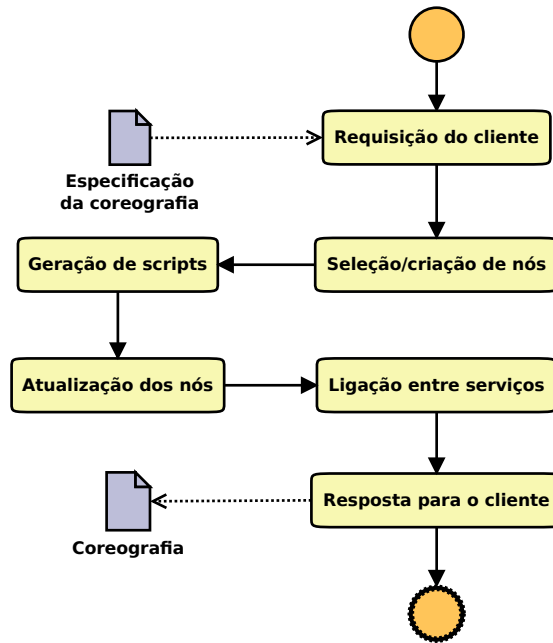 Requisição do cliente
Especificação
da coreografia
Geração de scripts
Seleção/criação de nós
Atualização dos nós
Ligação entre serviços
Resposta para o cliente
Coreografia